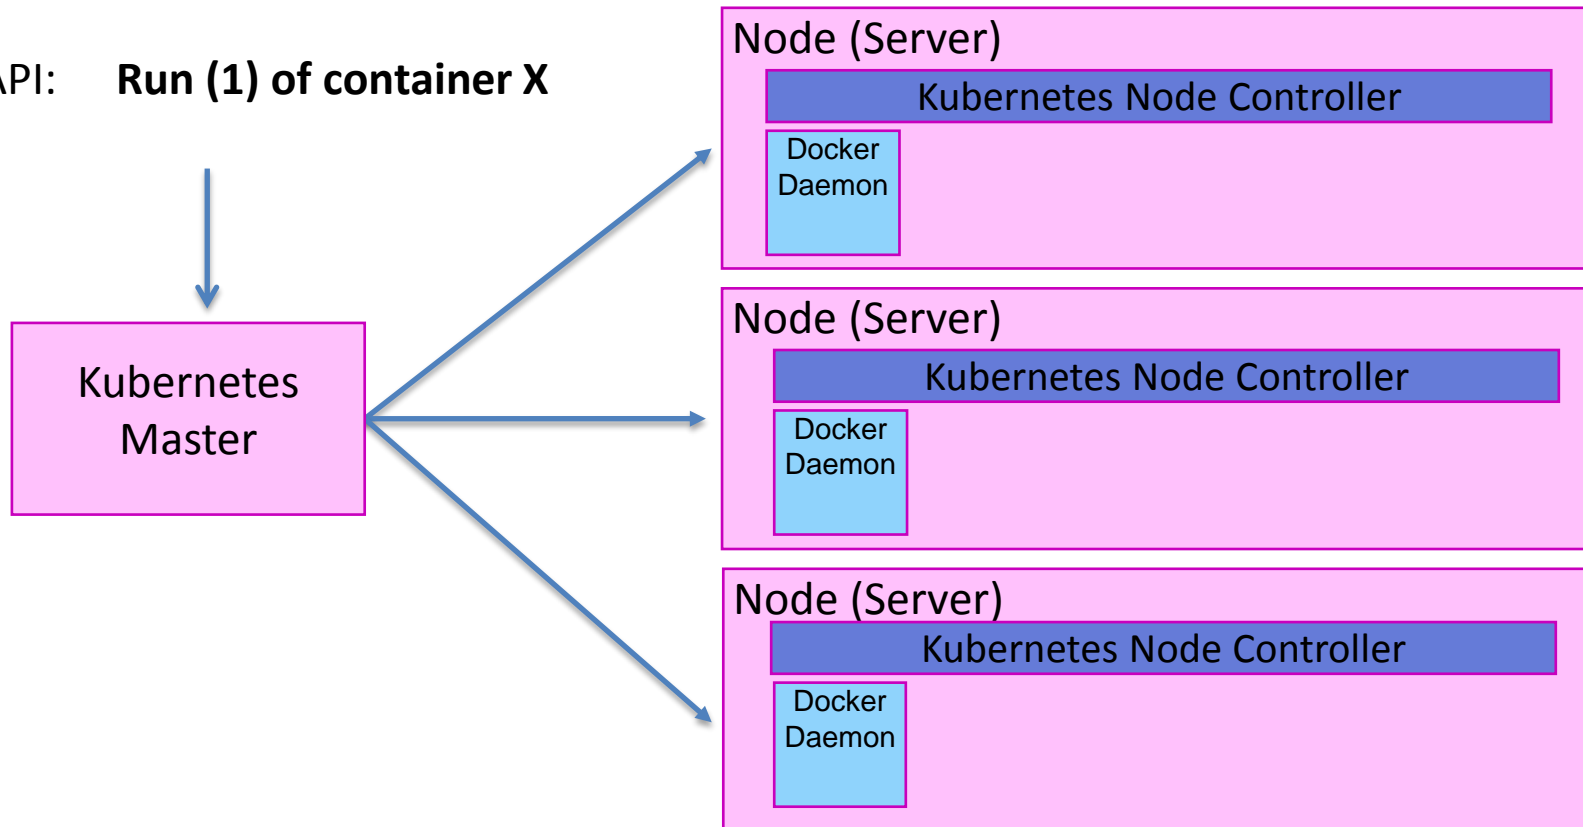 API: Run (1) of container X
Kubernetes
Master
Node (Server)
Kubernetes Node Controller
Docker
Daemon
Node (Server)
Kubernetes Node Controller
Docker
Daemon
Node (Server)
Kubernetes Node Controller
Docker
Daemon